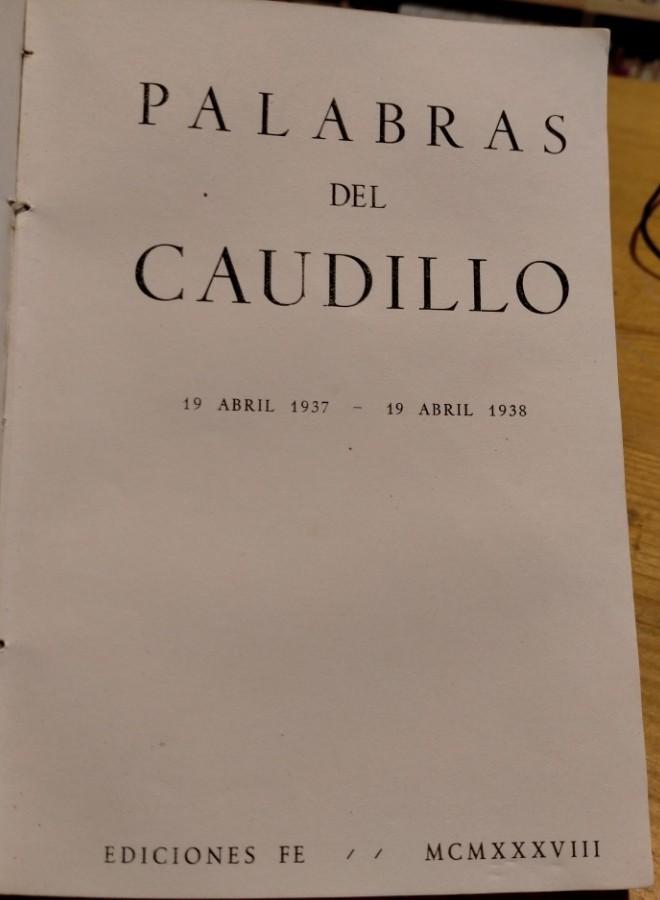 PALABRAS
DEL
CAUDILLO
19 ABRIL 1937 – 19 ABRIL 1938
EDICIONES FE // MCMXXXVIII